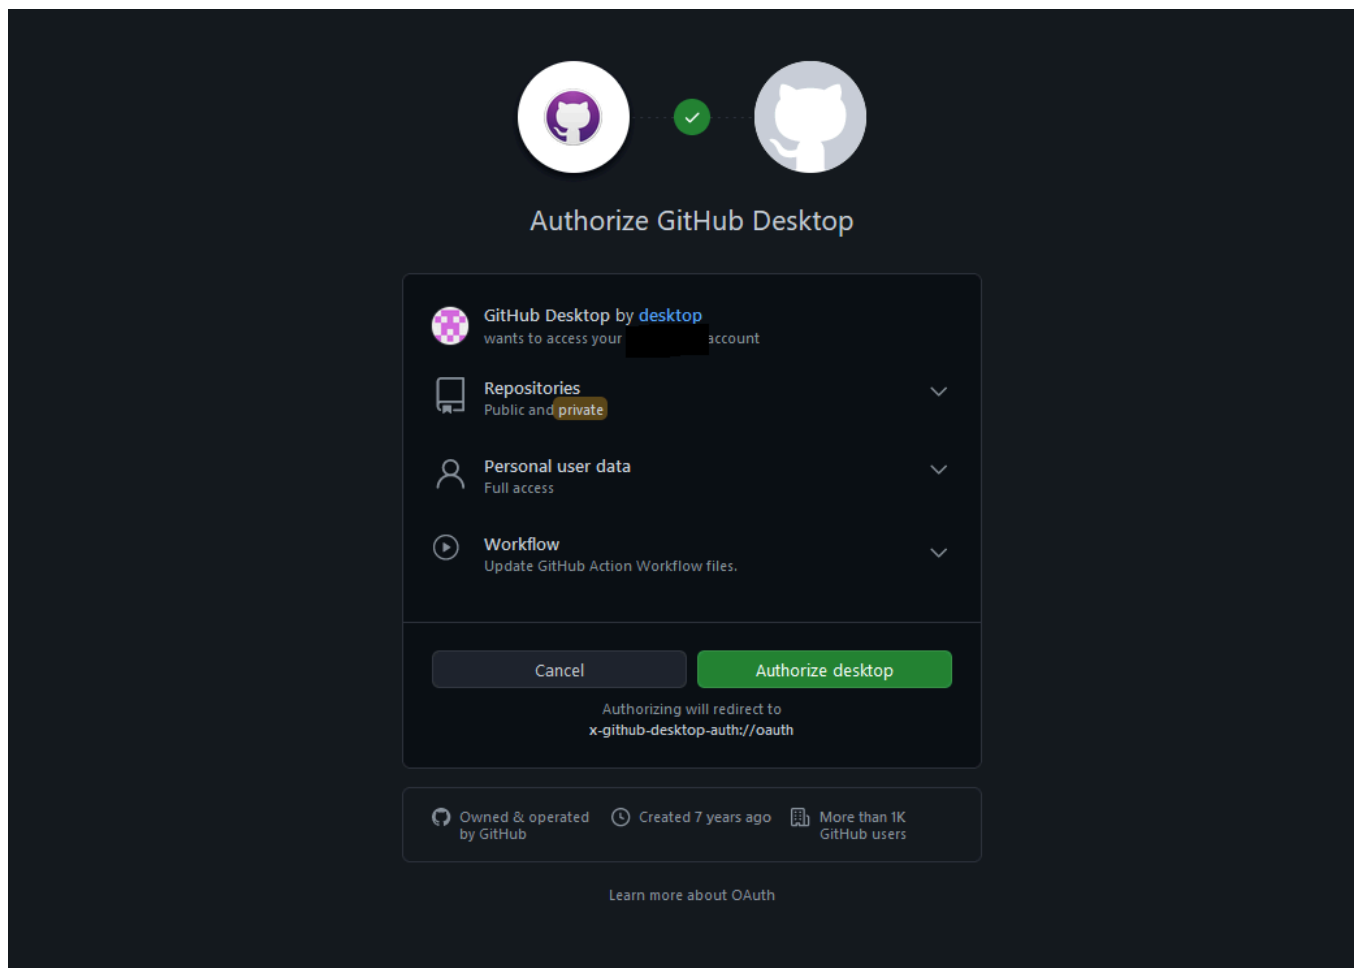 Authorize GitHub Desktop
GitHub Desktop by desktop
wants to access your account
Repositories
Public and private
Personal user data
Full access
Workflow
Update GitHub Action Workflow files.
Cancel
Authorize desktop
Authorizing will redirect to
x-github-desktop-auth://oauth
Owned & operated
by GitHub
Created 7 years ago
More than 1K
GitHub users
Learn more about OAuth